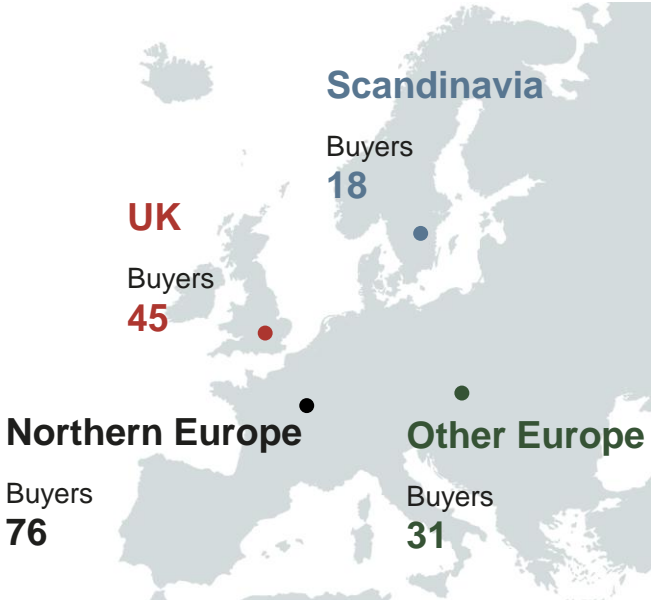 Scandinavia
Buyers
18
UK
Buyers
45
Northern Europe
Buyers
76
Other Europe
Buyers
31